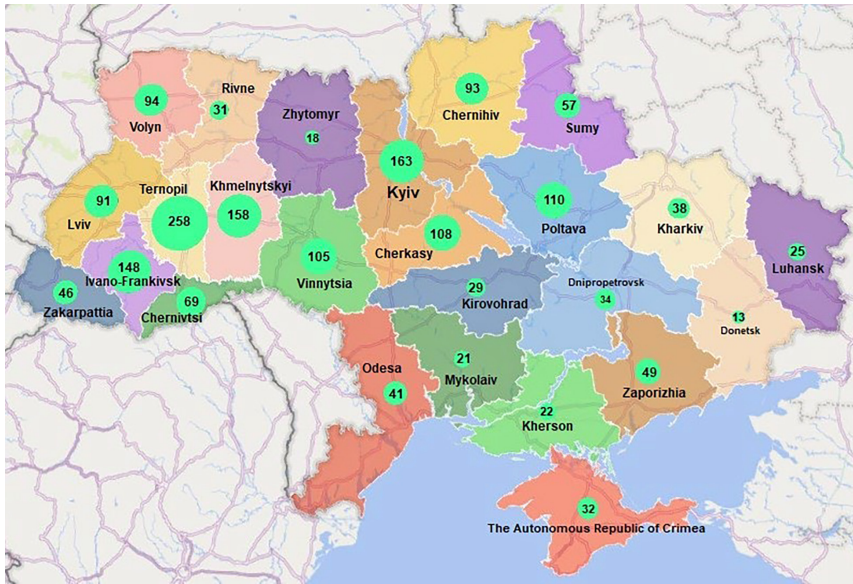 Rivne
94
31
Volyn
Zhytomyr
18
93
Chernihiv
57
Sumy
163
Kyiv
91
Lviv
Ternopil
258
Khmelnytskyi
158
110
Poltava
38
Kharkiv
108
Cherkasy
105
Vinnytsia
25
Luhansk
148
Ivano-Frankivsk
46
Zakarpattia
69
Chernivtsi
29
Kirovohrad
Dnipropetrovsk
34
13
Donetsk
Odesa
41
21
Mykolaiv
49
Zaporizhia
22
Kherson
32
The Autonomous Republic of Crimea